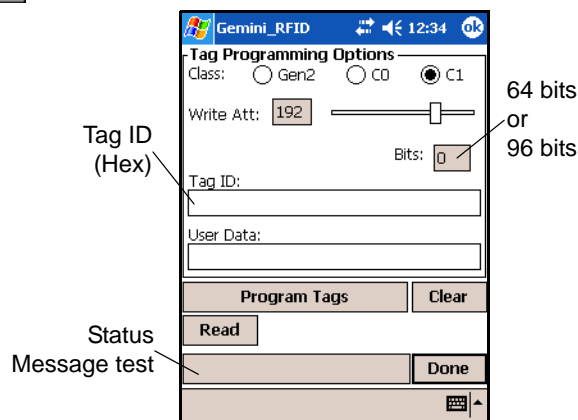 Gemini_RFID 12:34 ok
Tag Programming Options
Class: Gen2 C0 C1
64 bits
or
96 bits
Write Att: 192
Tag ID
(Hex)
Bits: 0
Tag ID:
User Data:
Program Tags Clear
Read
Status
Message test
Done